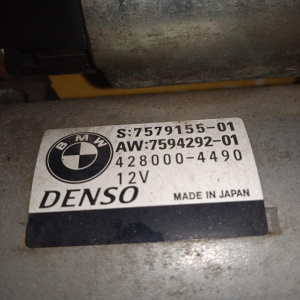 BMW
S:7579155-01
AW:7594292-01
428000-4490
12V
DENSO
MADE IN JAPAN